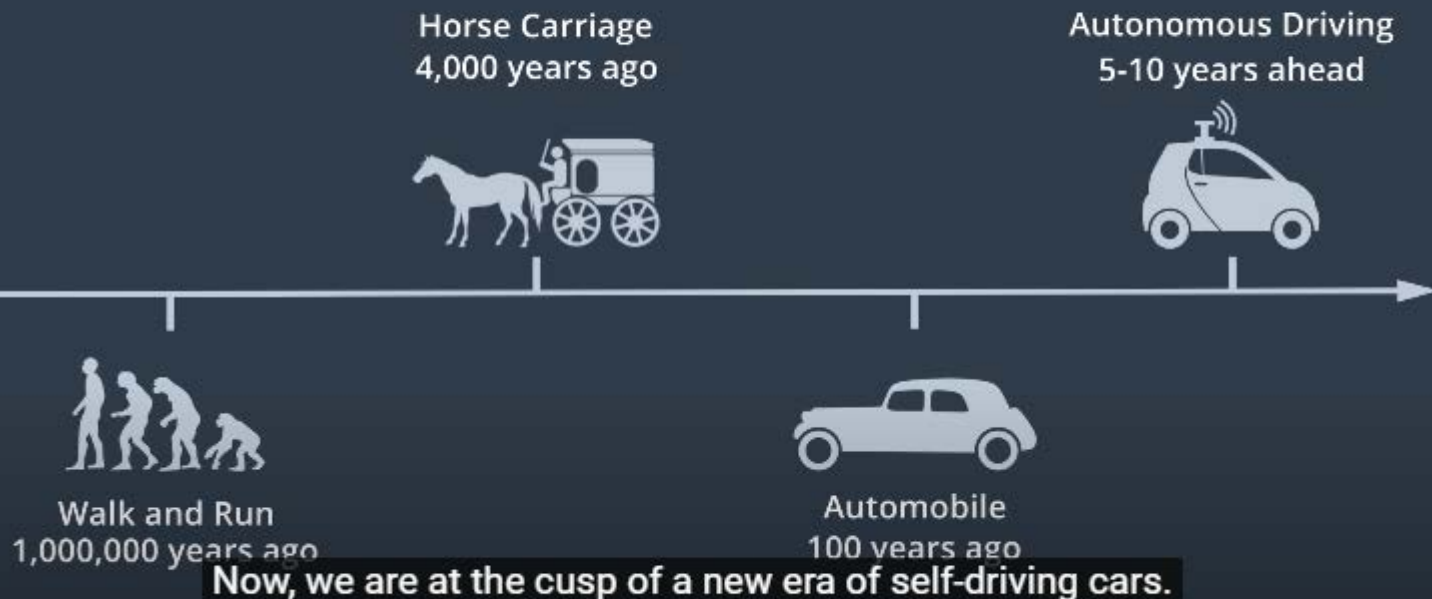 Horse Carriage
4,000 years ago
Autonomous Driving
5-10 years ahead
Walk and Run
1,000,000 years ago
Automobile
100 years ago
Now, we are at the cusp of a new era of self-driving cars.